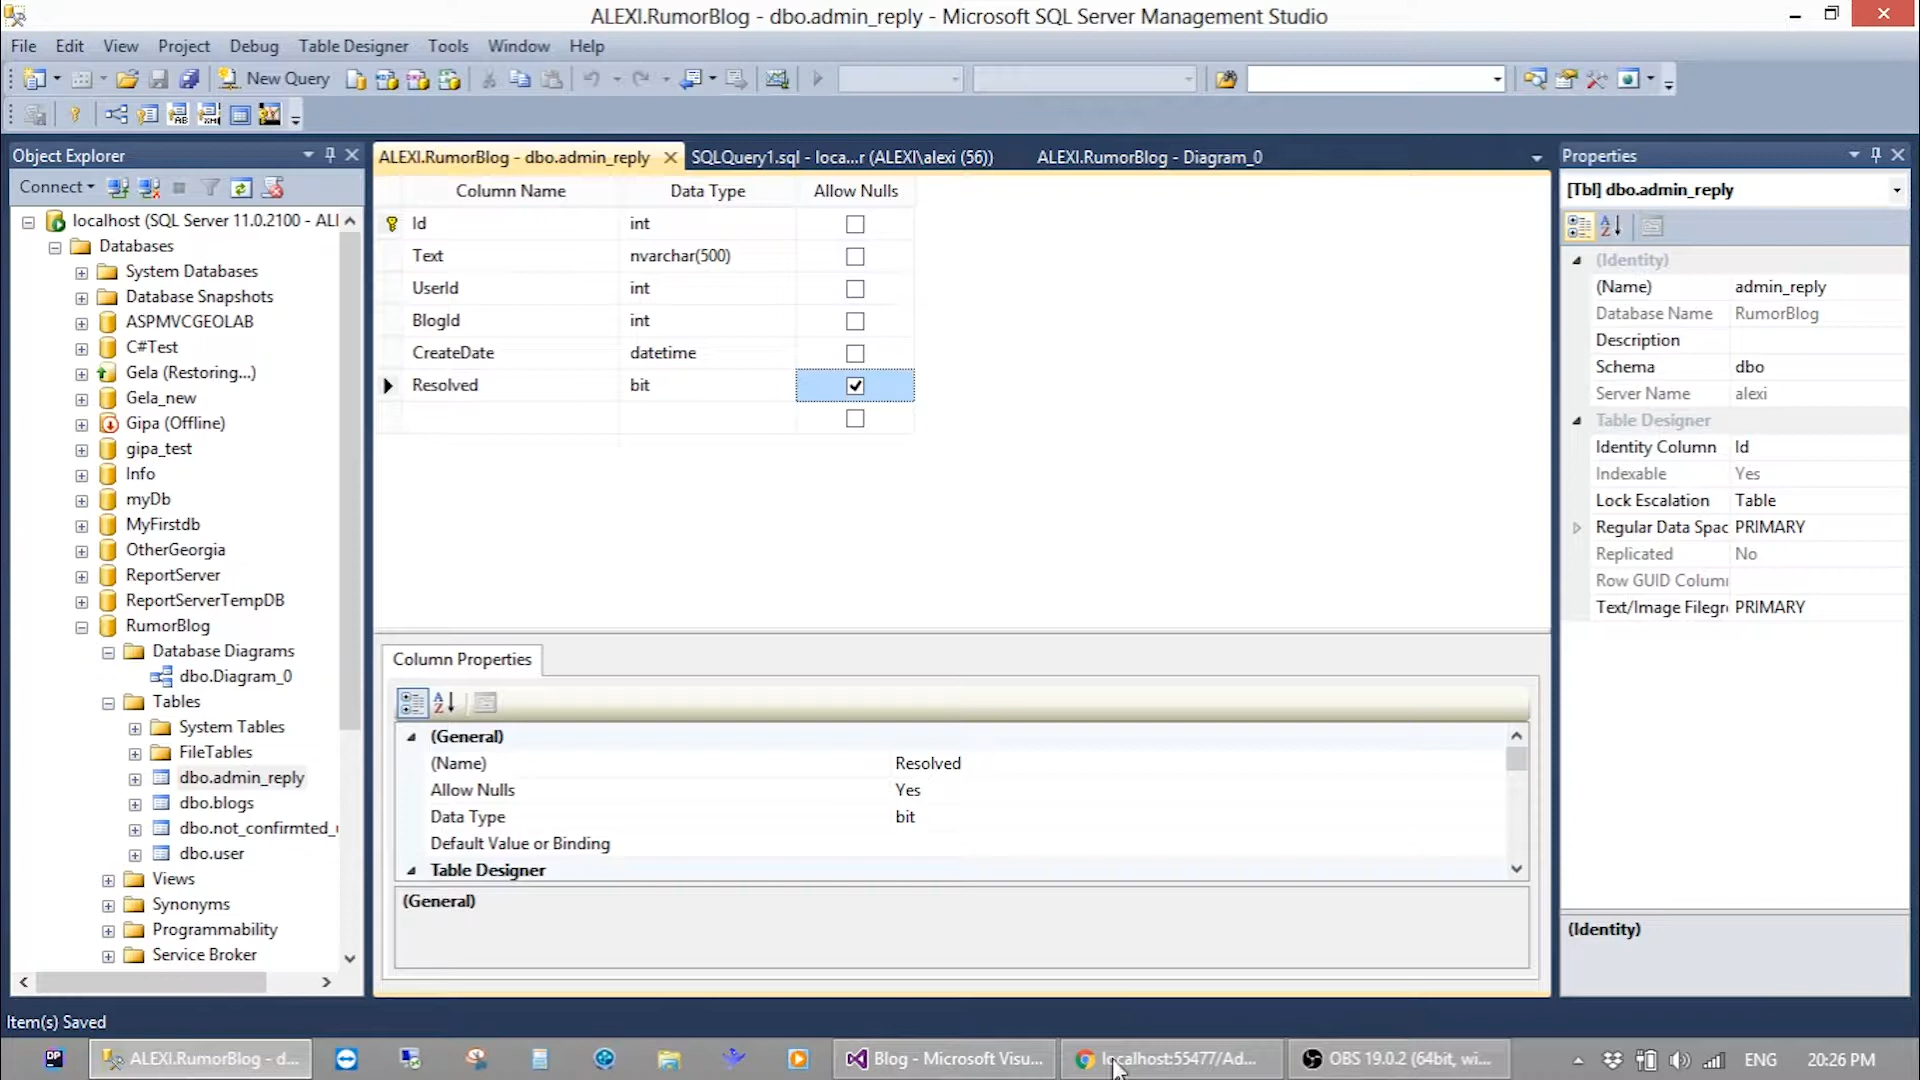 ALEXI.RumorBlog - dbo.admin_reply - Microsoft SQL Server Management Studio
File Edit View Project Debug Table Designer Tools Window Help
New Query
Object Explorer
Connect
localhost (SQL Server 11.0.2100 - ALI
Databases
System Databases
Database Snapshots
ASPMVCGEOLAB
C#Test
Gela (Restoring...)
Gela_new
Gipa (Offline)
gipa_test
Info
myDb
MyFirstdb
OtherGeorgia
ReportServer
ReportServerTempDB
RumorBlog
Database Diagrams
dbo.Diagram_0
Tables
System Tables
FileTables
dbo.admin_reply
dbo.blogs
dbo.not_confirmted_
dbo.user
Views
Synonyms
Programmability
Service Broker
ALEXI.RumorBlog - dbo.admin_reply SQLQuery1.sql - loca...r (ALEXI\alexi (56)) ALEXI.RumorBlog - Diagram_0
Column Name Data Type Allow Nulls
Id int
Text nvarchar(500)
UserId int
BlogId int
CreateDate datetime
Resolved bit
Column Properties
(General)
(Name) Resolved
Allow Nulls Yes
Data Type bit
Default Value or Binding
Table Designer
(General)
Properties
[Tbl] dbo.admin_reply
(Identity)
(Name) admin_reply
Database Name RumorBlog
Description
Schema dbo
Server Name alexi
Table Designer
Identity Column Id
Indexable Yes
Lock Escalation Table
Regular Data Spac PRIMARY
Replicated No
Row GUID Colum
Text/Image Filegr PRIMARY
(Identity)
Item(s) Saved
DP ALEXI.RumorBlog - d... Blog - Microsoft Visu... localhost:55477/Ad... OBS 19.0.2 (64bit, wi... ENG 20:26 PM